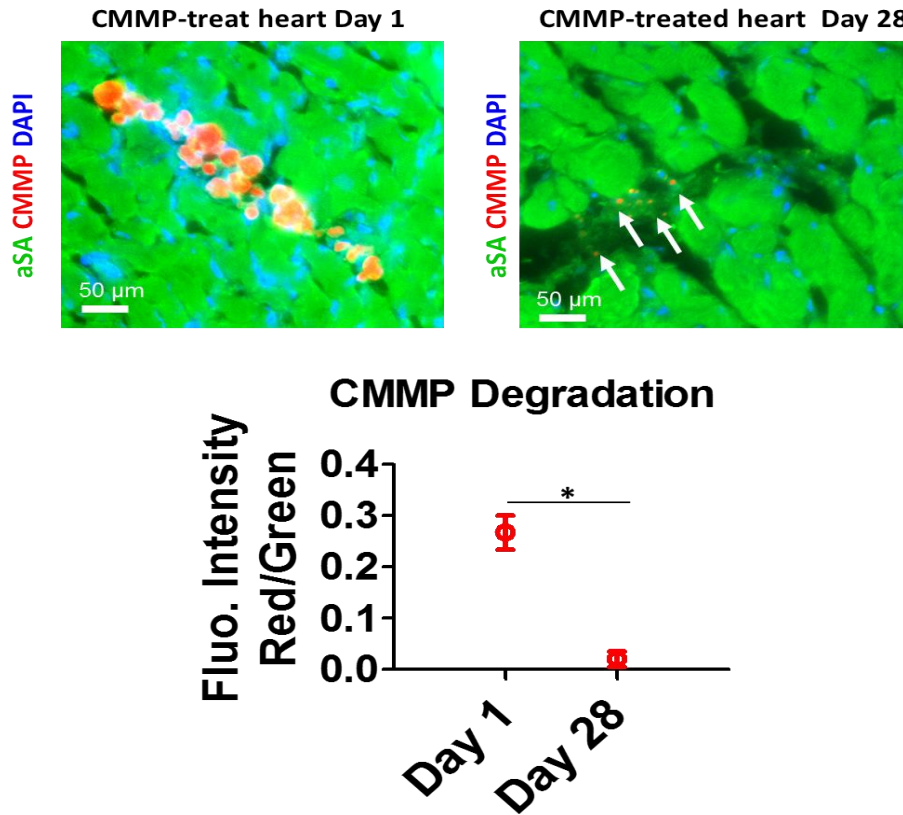 CMMP-treat heart Day 1
CMMP-treated heart Day 28
aSA CMMP DAPI
50 µm
aSA CMMP DAPI
50 µm
CMMP Degradation
Fluo. Intensity
Red/Green
0.4
0.3
0.2
0.1
0.0
*
Day 1
Day 28